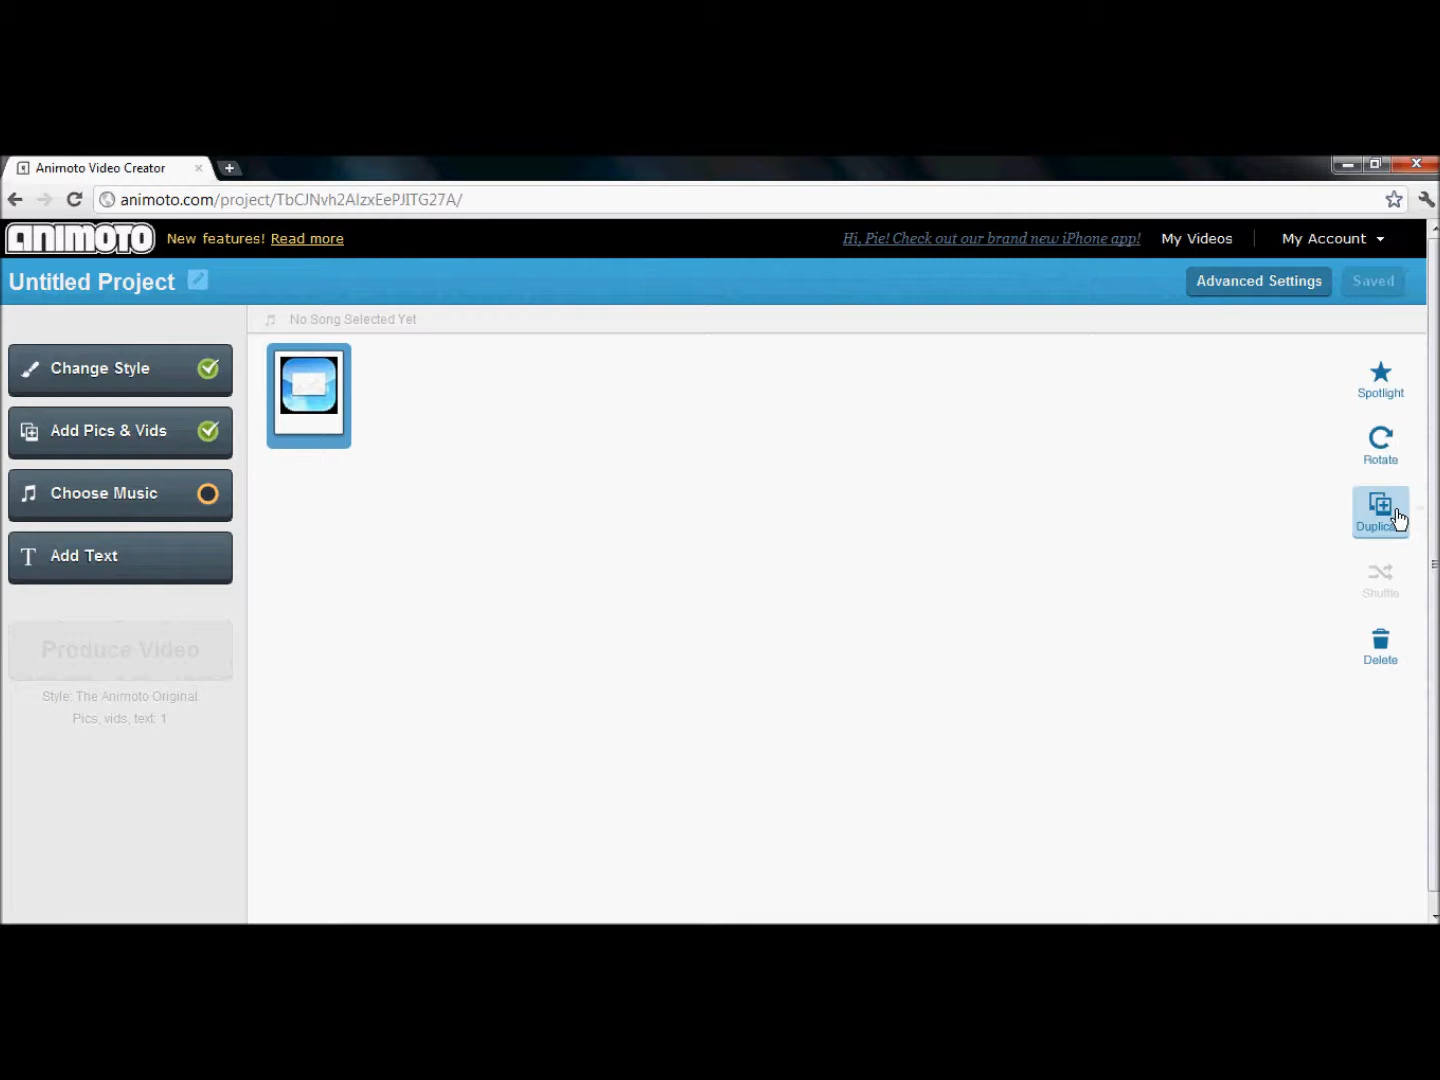 Animoto Video Creator
animoto.com/project/TbCJNvh2AlzxEePJITG27A/
ANIMOTO New features! Read more Hi, Pie! Check out our brand new iPhone app! My Videos My Account
Untitled Project Advanced Settings Saved
No Song Selected Yet
Change Style
Add Pics & Vids
Choose Music
Add Text
Produce Video
Style: The Animoto Original
Pics, vids, text: 1
Spotlight
Rotate
Shuffle
Delete